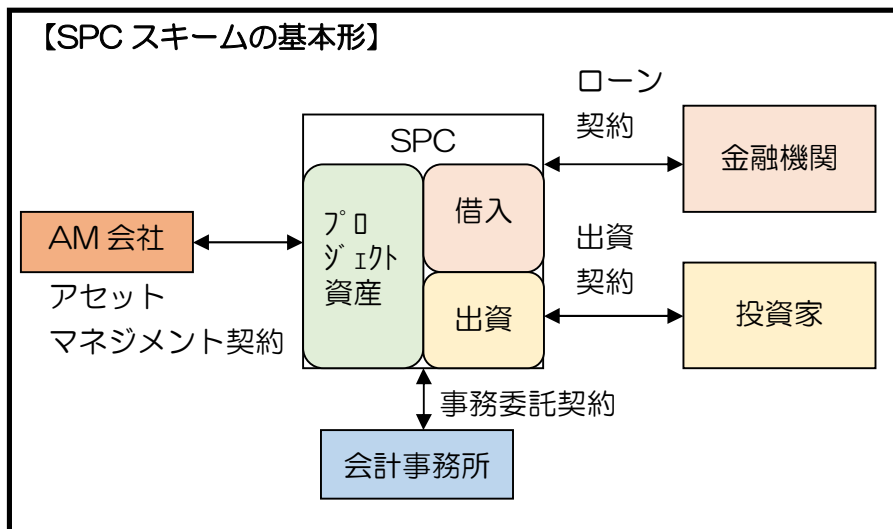 【SPC スキームの基本形】
ローン
契約
金融機関
SPC
借入
ﾌﾟﾛ
ｼﾞｪｸﾄ
資産
AM 会社
アセット
マネジメント契約
出資
契約
出資
投資家
事務委託契約
会計事務所